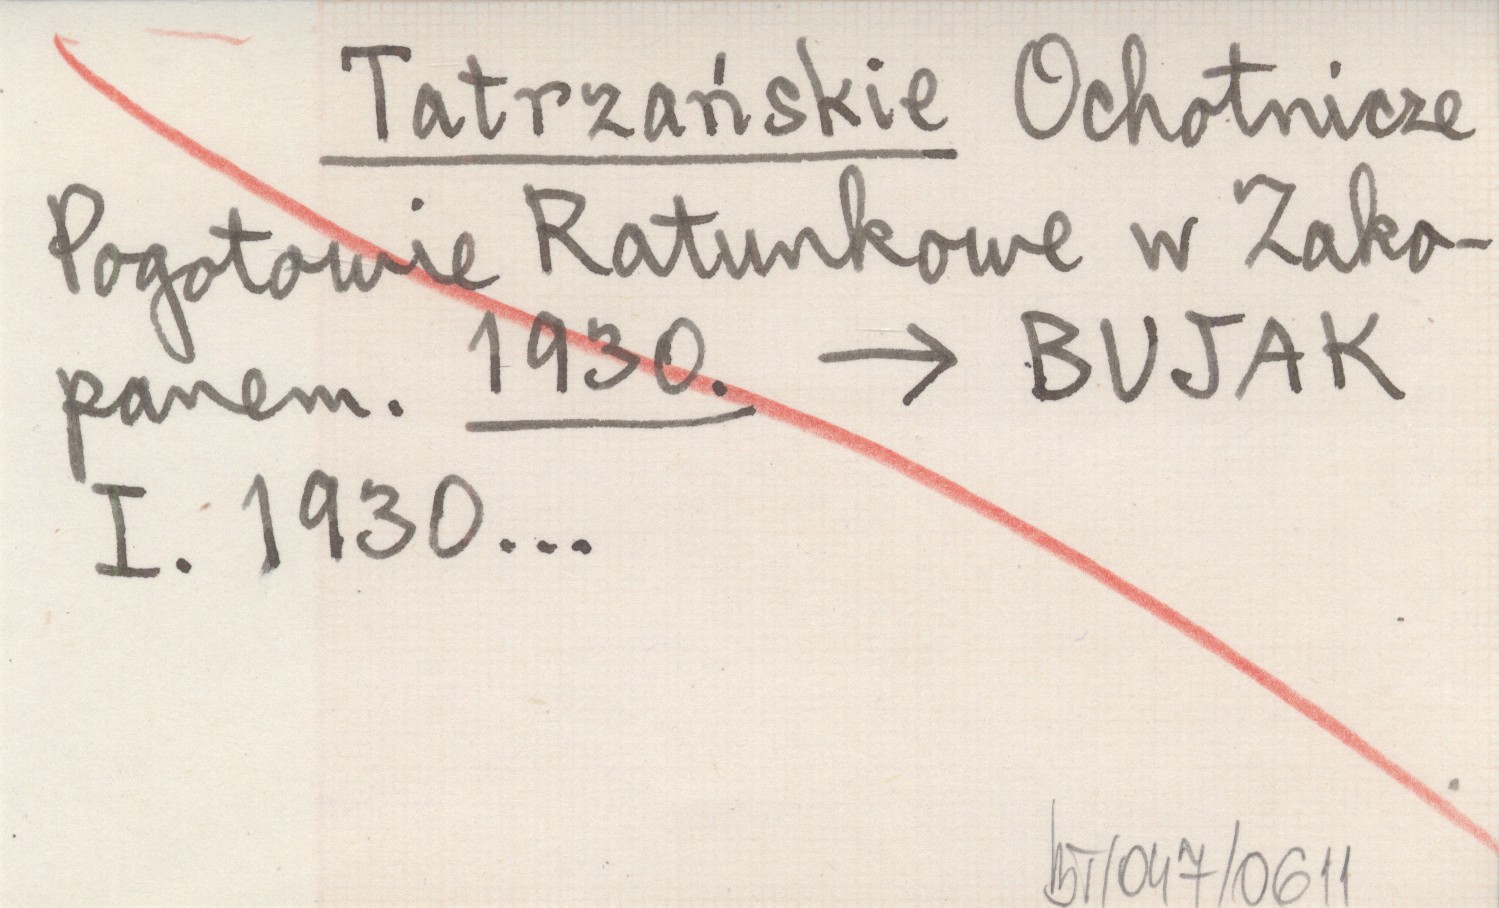 Tatrzańskie Ochotnicze
Pogotowie Ratunkowe w Zako-
panem. 1930. → BUJAK
I. 1930...
BT/047/0611